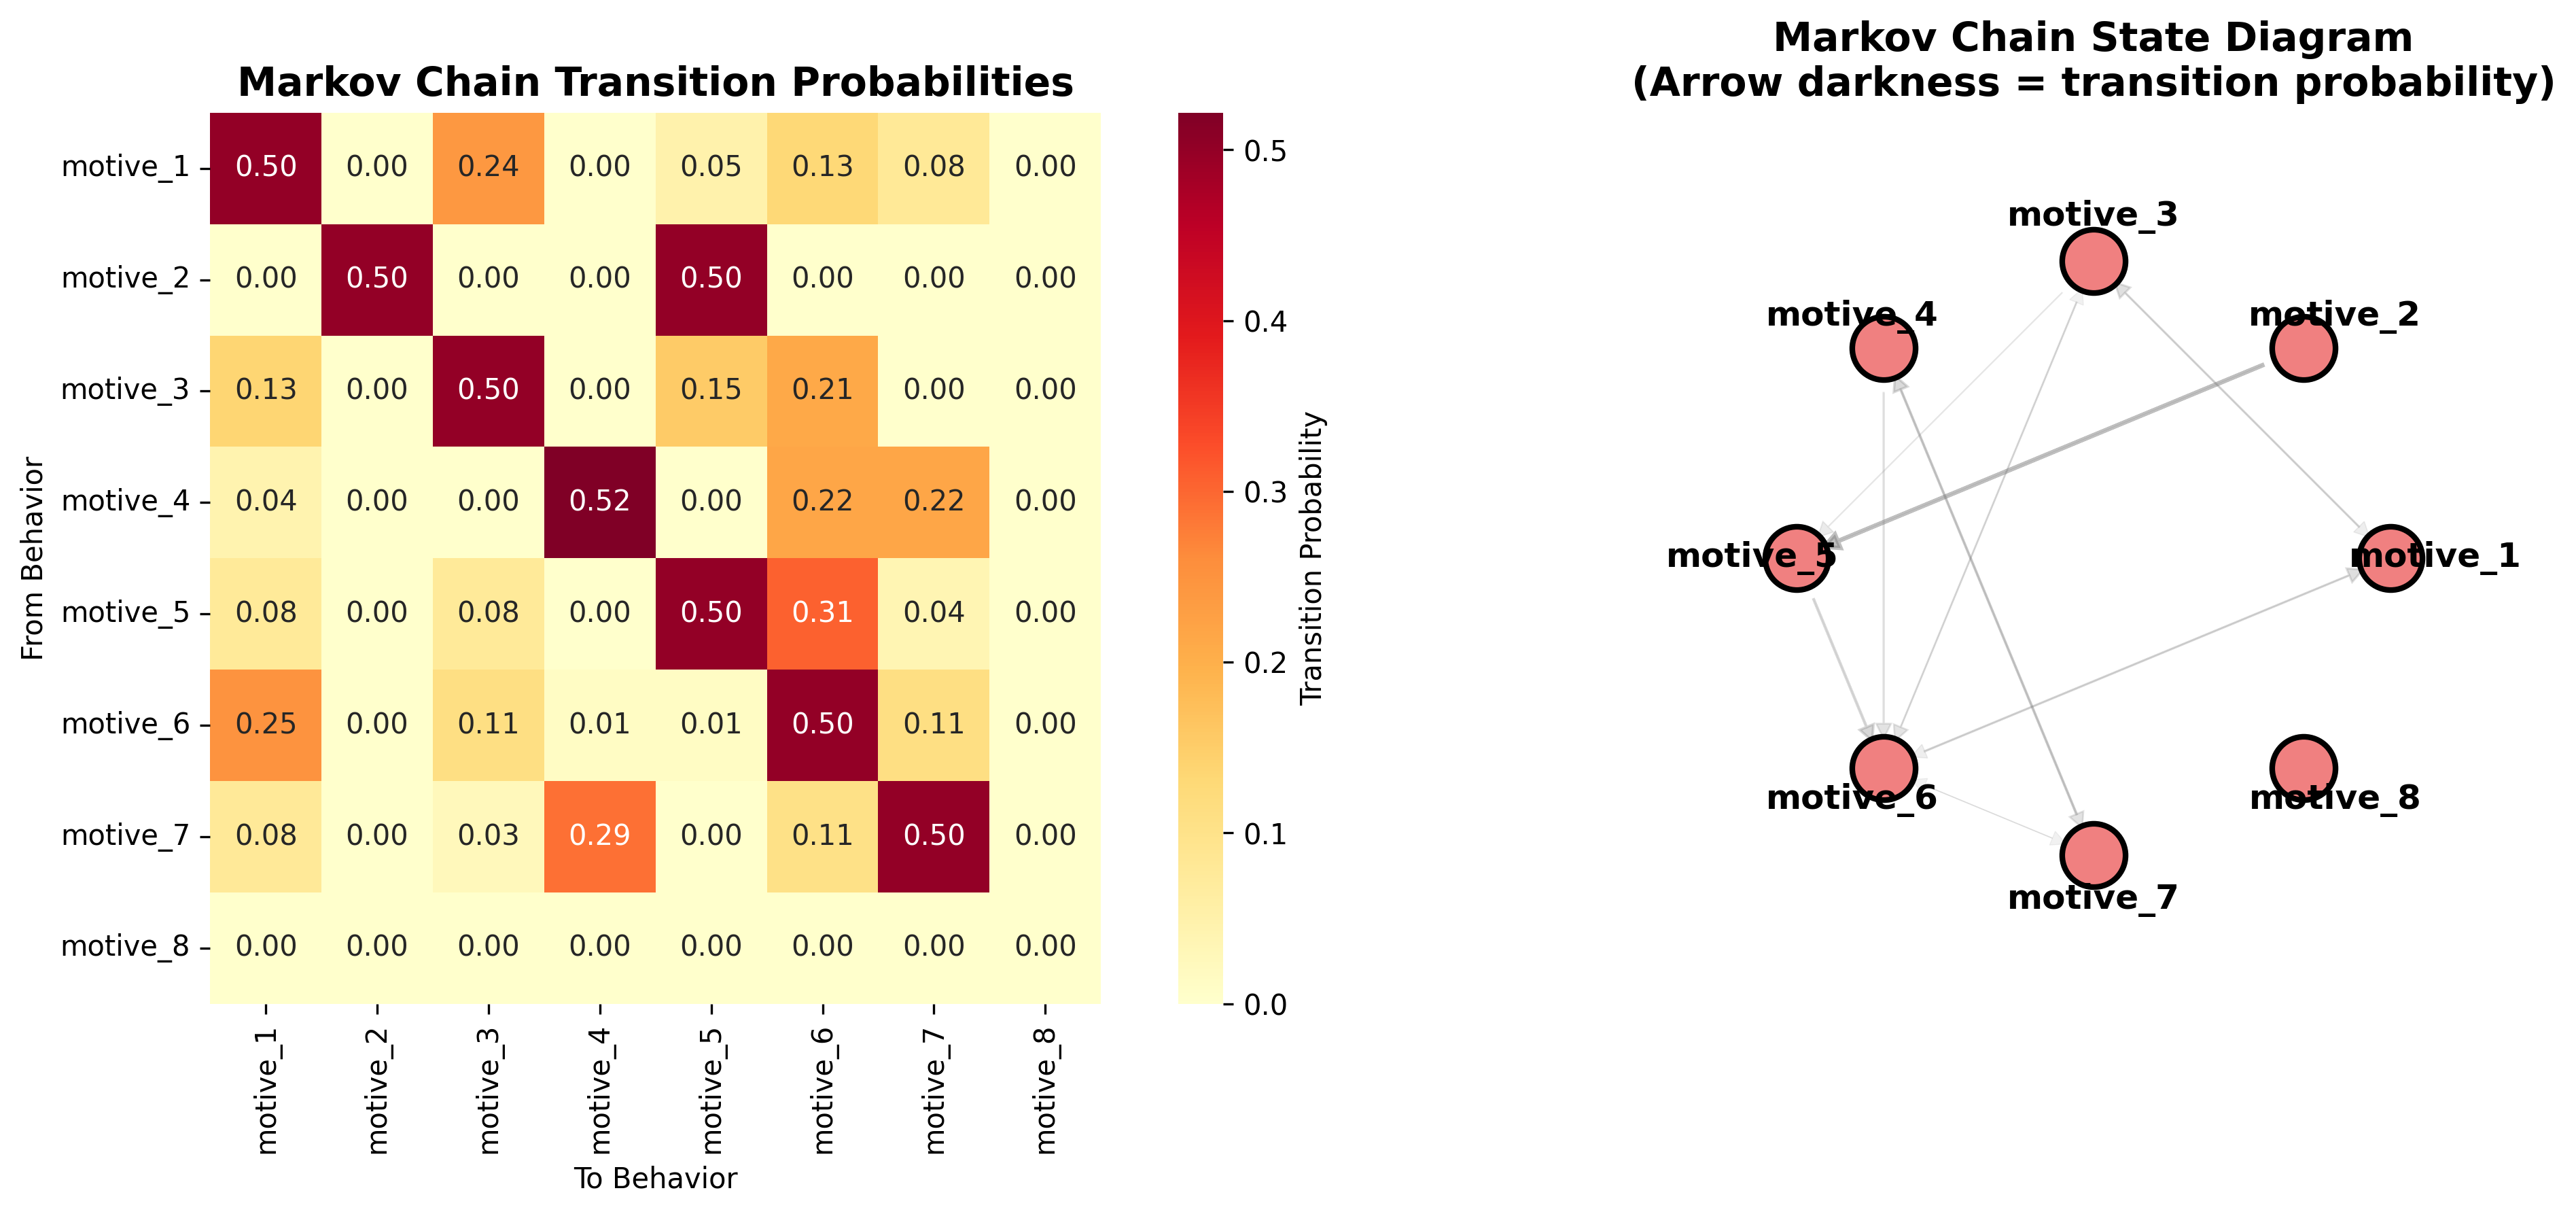 Markov Chain Transition Probabilities
From Behavior
motive_1 0.50 0.00 0.24 0.00 0.05 0.13 0.08 0.00
motive_2 0.00 0.50 0.00 0.00 0.50 0.00 0.00 0.00
motive_3 0.13 0.00 0.50 0.00 0.15 0.21 0.00 0.00
motive_4 0.04 0.00 0.00 0.52 0.00 0.22 0.22 0.00
motive_5 0.08 0.00 0.08 0.00 0.50 0.31 0.04 0.00
motive_6 0.25 0.00 0.11 0.01 0.01 0.50 0.11 0.00
motive_7 0.08 0.00 0.03 0.29 0.00 0.11 0.50 0.00
motive_8 0.00 0.00 0.00 0.00 0.00 0.00 0.00 0.00
motive_1
motive_2
motive_3
motive_4
motive_5
motive_6
motive_7
motive_8
To Behavior
0.5
0.4
0.3
0.2
0.1
0.0
Transition Probability
Markov Chain State Diagram
(Arrow darkness = transition probability)
motive_3
motive_4
motive_2
motive_5
motive_1
motive_6
motive_8
motive_7